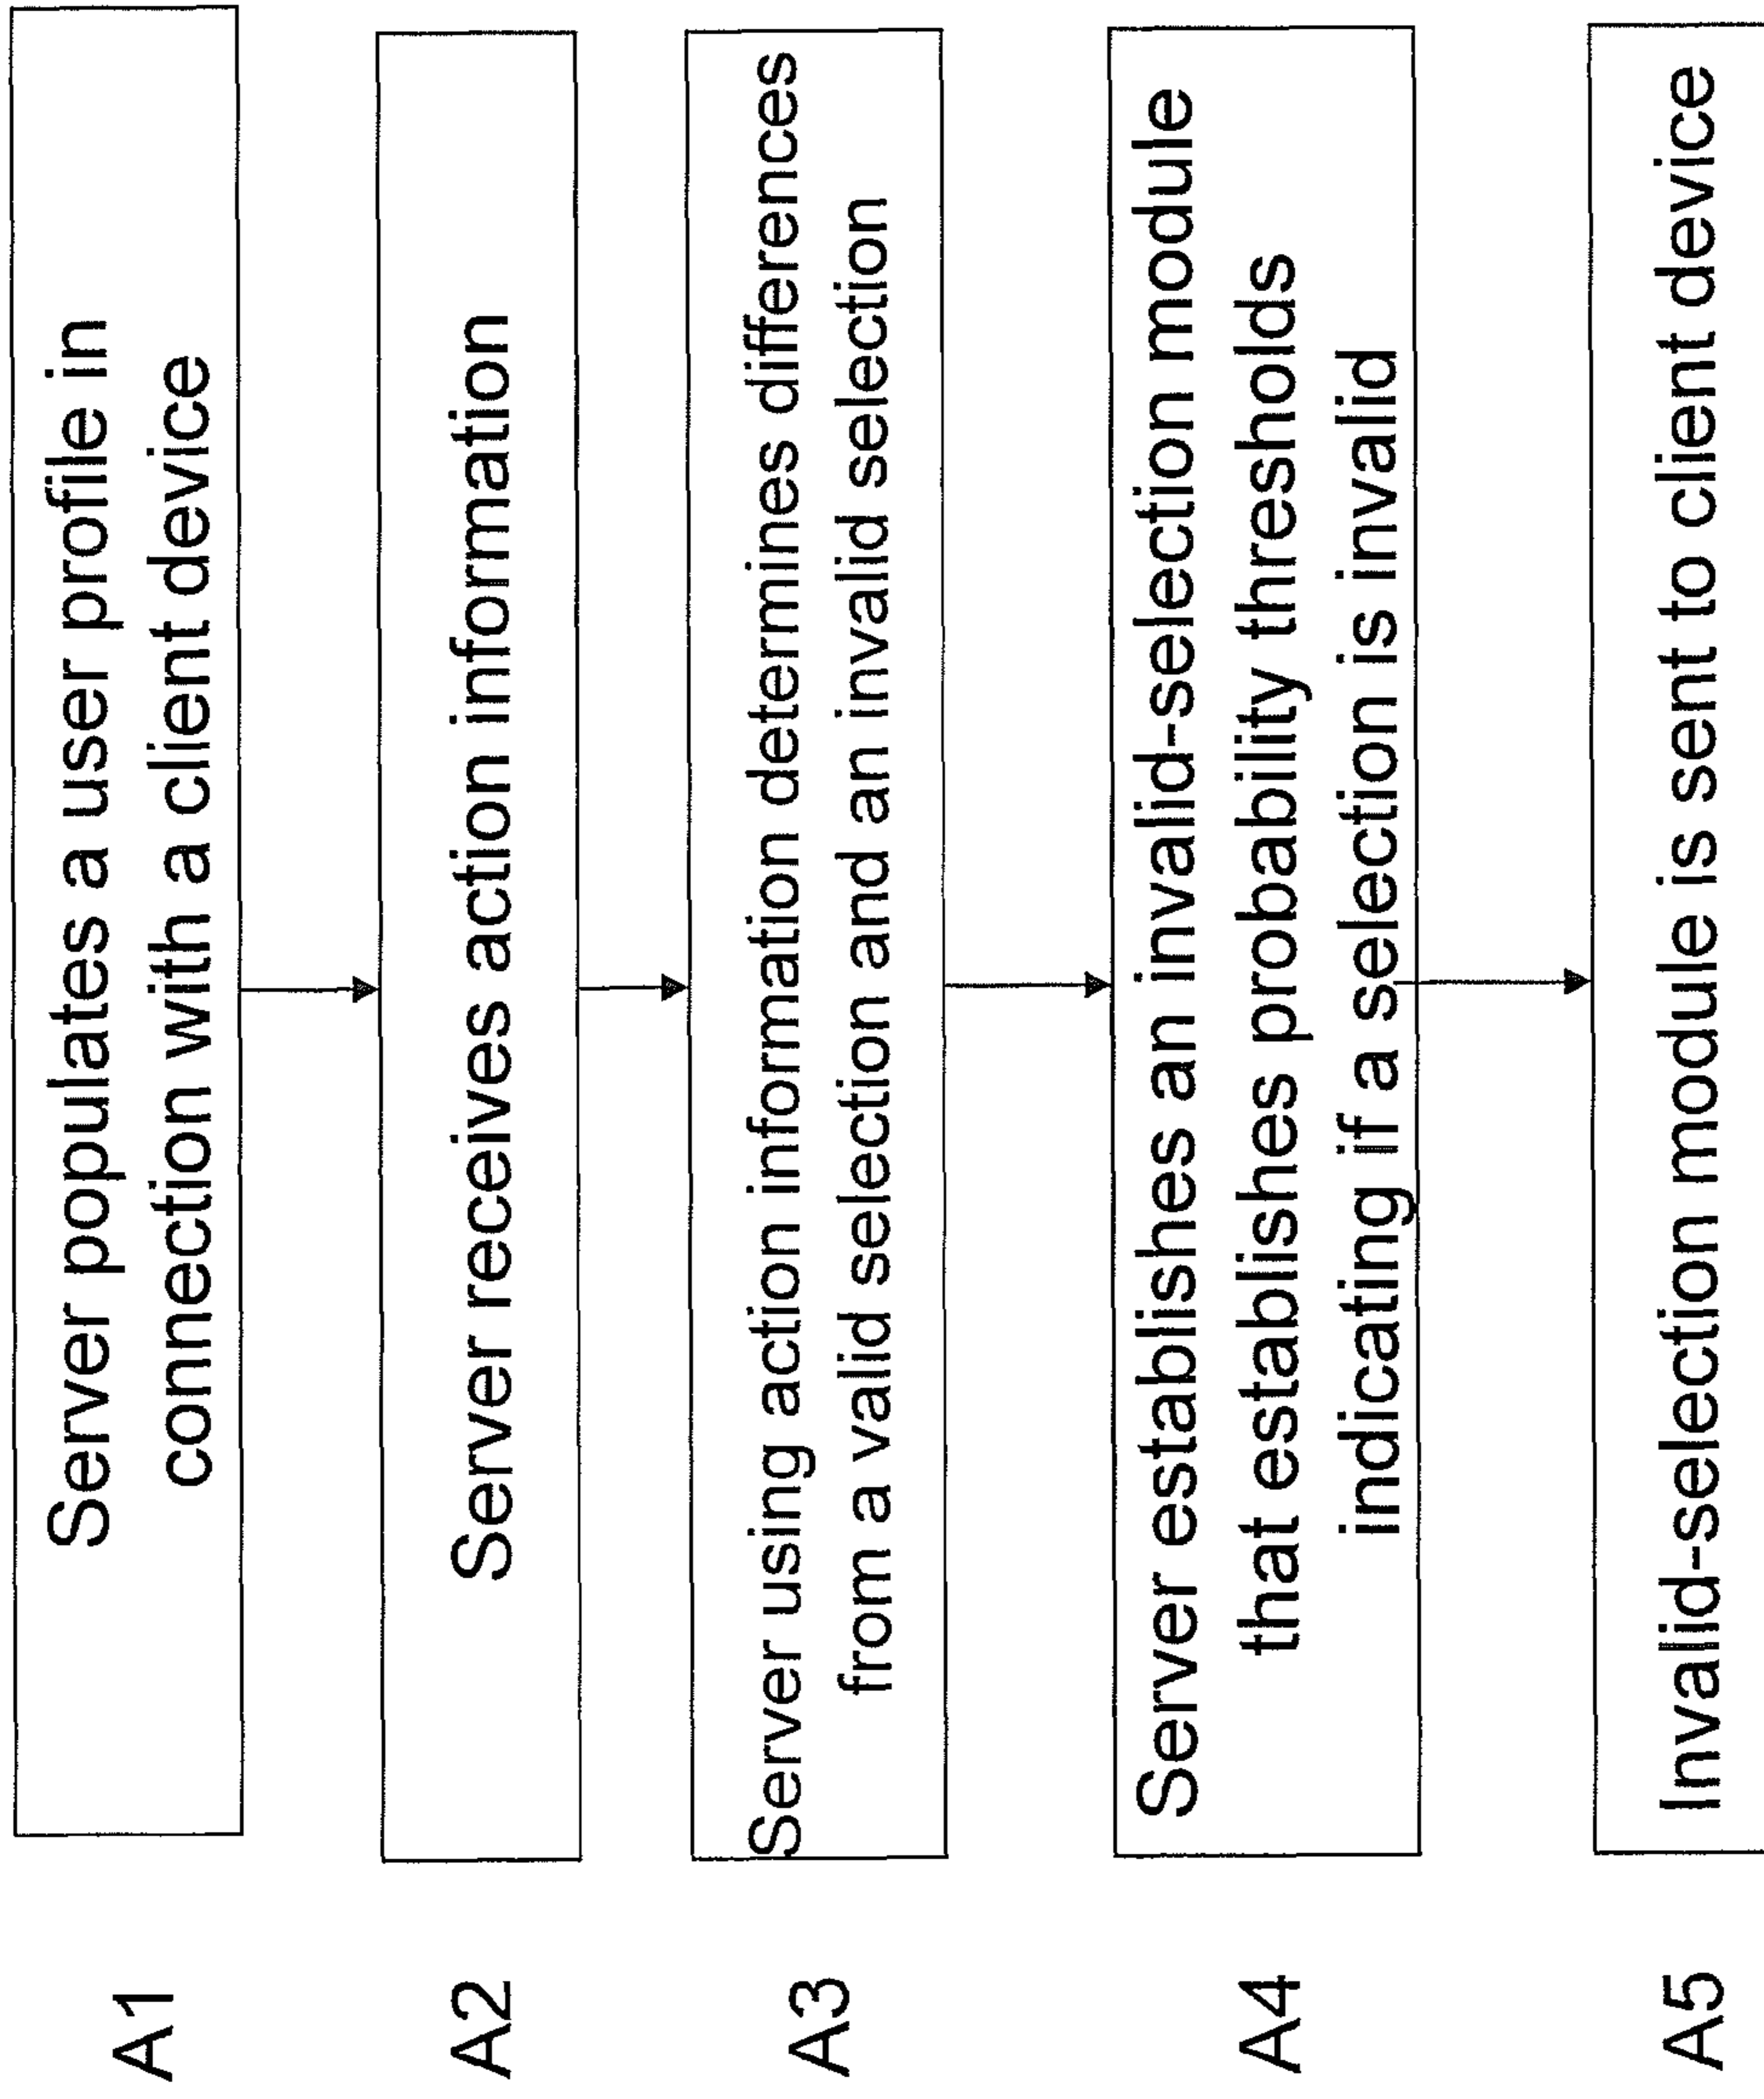 A1
Server populates a user profile in
connection with a client device
A2
Server receives action information
A3
Server using action information determines differences
from a valid selection and an invalid selection
A4
Server establishes an invalid-selection module
that establishes probability thresholds
indicating if a selection is invalid
A5
Invalid-selection module is sent to client device